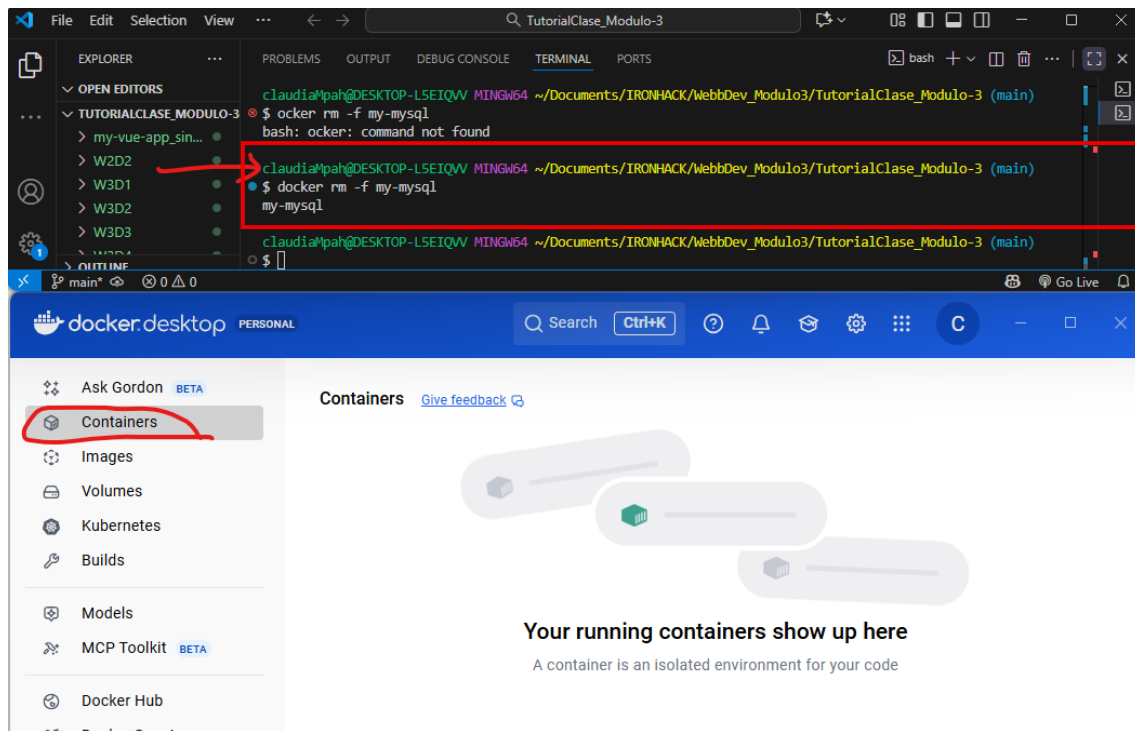 File Edit Selection View ··· TutorialClase_Modulo-3
EXPLORER ···
PROBLEMS OUTPUT DEBUG CONSOLE TERMINAL PORTS
bash
OPEN EDITORS
TUTORIALCLASE_MODULO-3
my-vue-app_sin...
W2D2
W3D1
W3D2
W3D3
OUTLINE
claudiaMpah@DESKTOP-L5EIQVV MINGW64 ~/Documents/IRONHACK/WebbDev_Modulo3/TutorialClase_Modulo-3 (main)
$ ocker rm -f my-mysql
bash: ocker: command not found
claudiaMpah@DESKTOP-L5EIQVV MINGW64 ~/Documents/IRONHACK/WebbDev_Modulo3/TutorialClase_Modulo-3 (main)
$ docker rm -f my-mysql
my-mysql
claudiaMpah@DESKTOP-L5EIQVV MINGW64 ~/Documents/IRONHACK/WebbDev_Modulo3/TutorialClase_Modulo-3 (main)
$
1
main* 0 0 Go Live
docker.desktop PERSONAL Search Ctrl+K ? C
Ask Gordon BETA
Containers
Images
Volumes
Kubernetes
Builds
Models
MCP Toolkit BETA
Docker Hub
Containers Give feedback
Your running containers show up here
A container is an isolated environment for your code